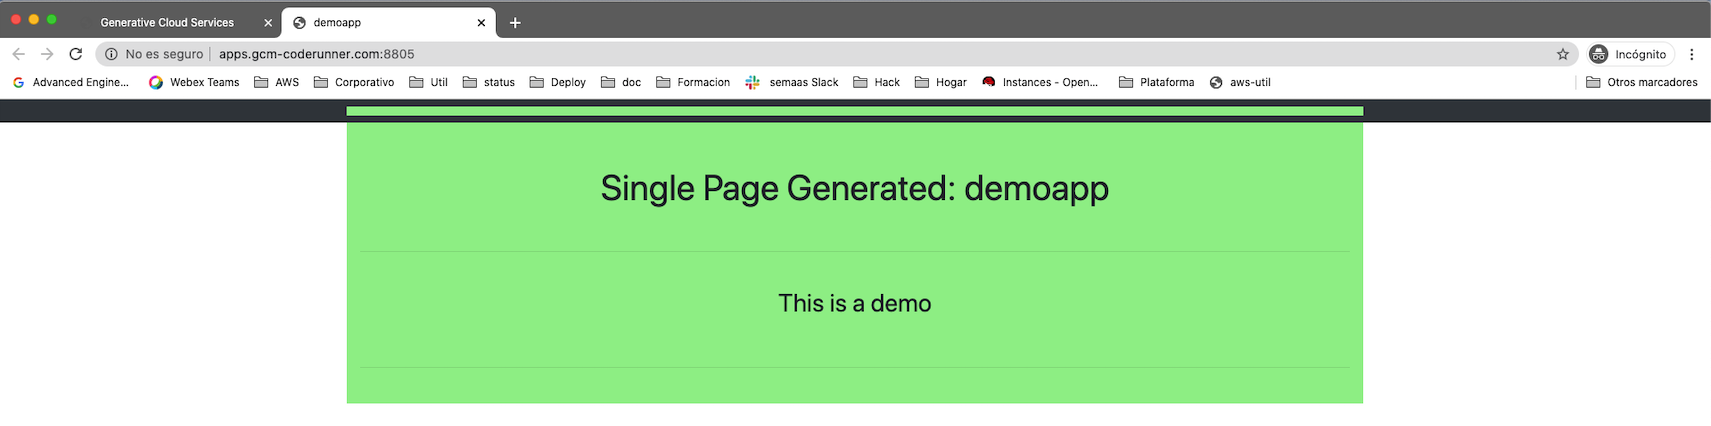 Generative Cloud Services
demoapp
No es seguro apps.gcm-coderunner.com:8805 Incógnito
Advanced Engine... Webex Teams AWS Corporativo Util status Deploy doc Formacion semaas Slack Hack Hogar Instances - Open... Plataforma aws-util Otros marcadores
Single Page Generated: demoapp
This is a demo